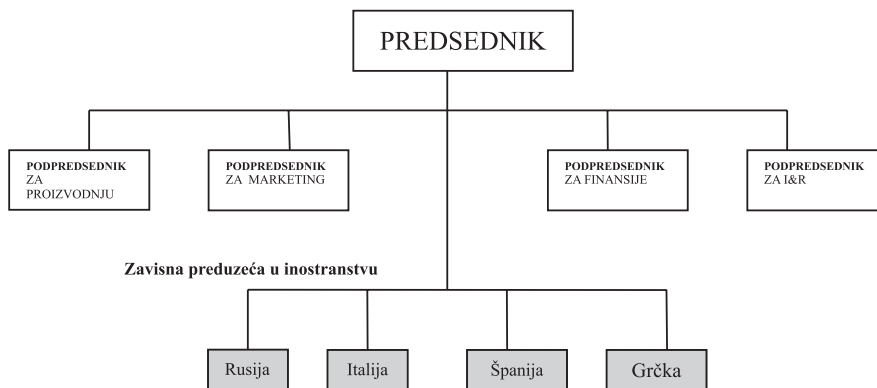 PREDSEDNIK
PODPREDSEDNIK
ZA
PROIZVODNJU
PODPREDSEDNIK
ZA MARKETING
PODPREDSEDNIK
ZA FINANSIJE
PODPREDSEDNIK
ZA I&R
Zavisna preduzeća u inostranstvu
Rusija
Italija
Španija
Grčka